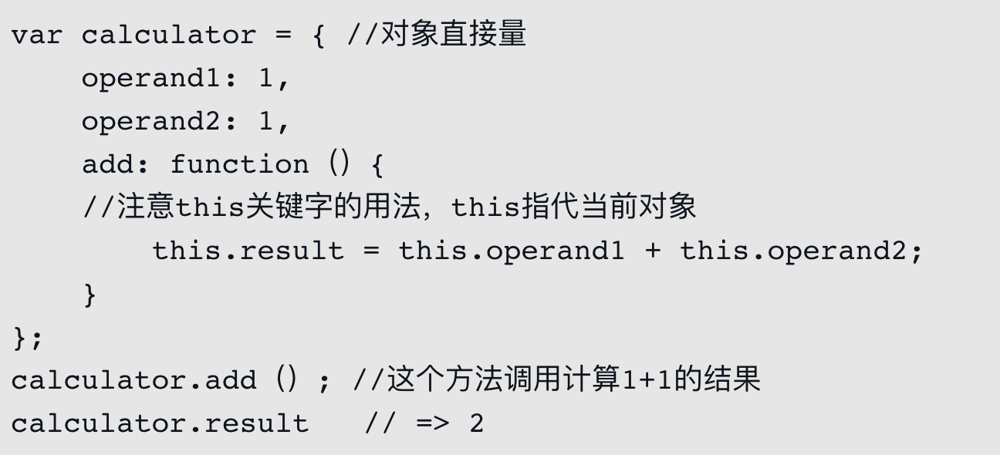 var calculator = { //对象直接量
    operand1: 1,
    operand2: 1,
    add: function () {
    //注意this关键字的用法，this指代当前对象
        this.result = this.operand1 + this.operand2;
    }
};
calculator.add () ; //这个方法调用计算1+1的结果
calculator.result   // => 2